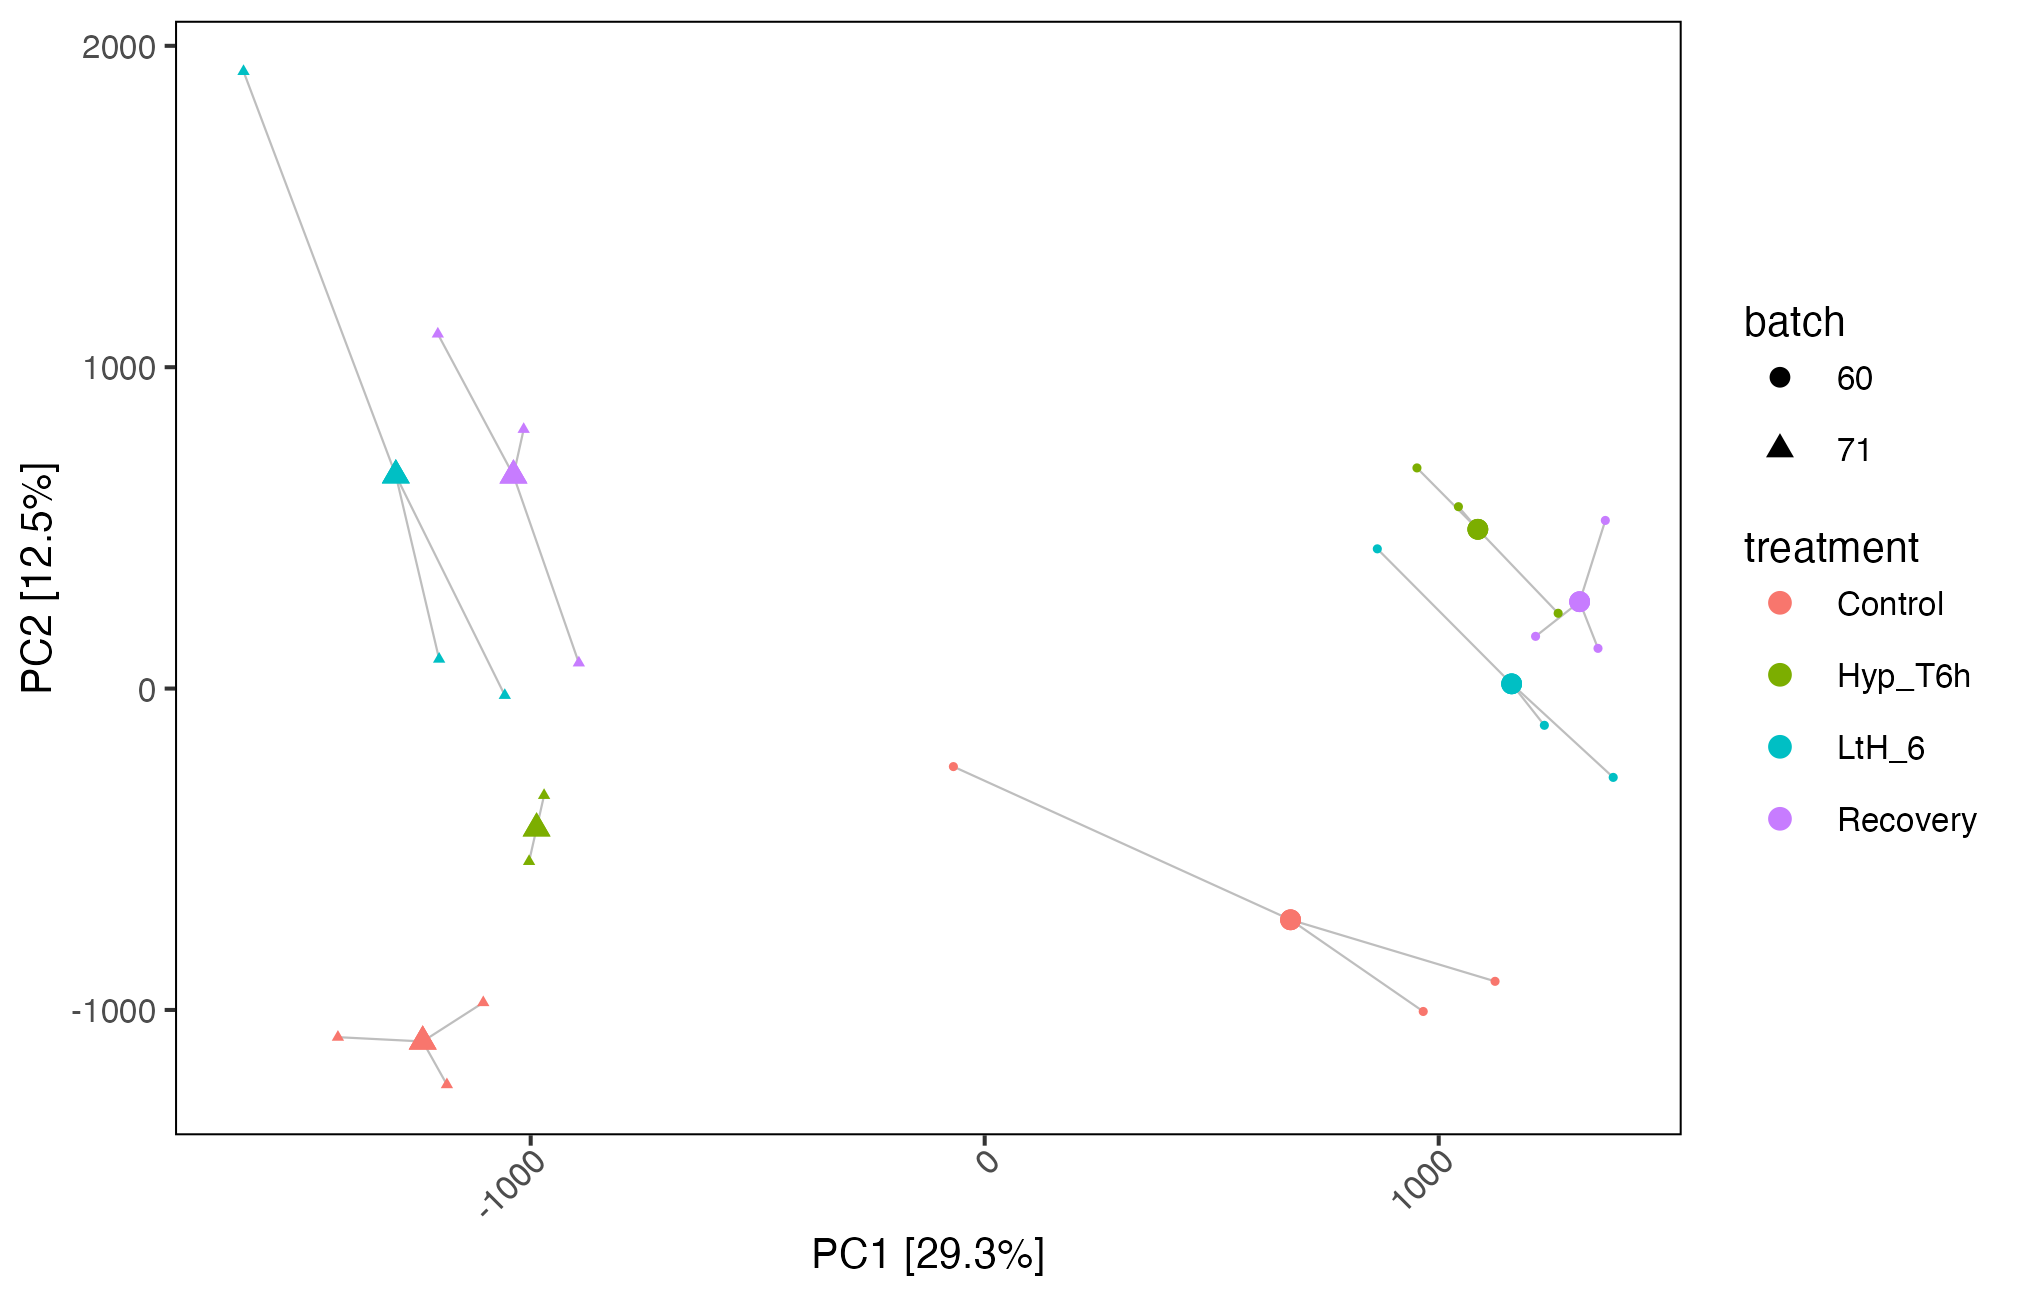 2000
1000
0
-1000
PC2 [12.5%]
-1000
0
1000
PC1 [29.3%]
batch
60
71
treatment
Control
Hyp_T6h
LtH_6
Recovery